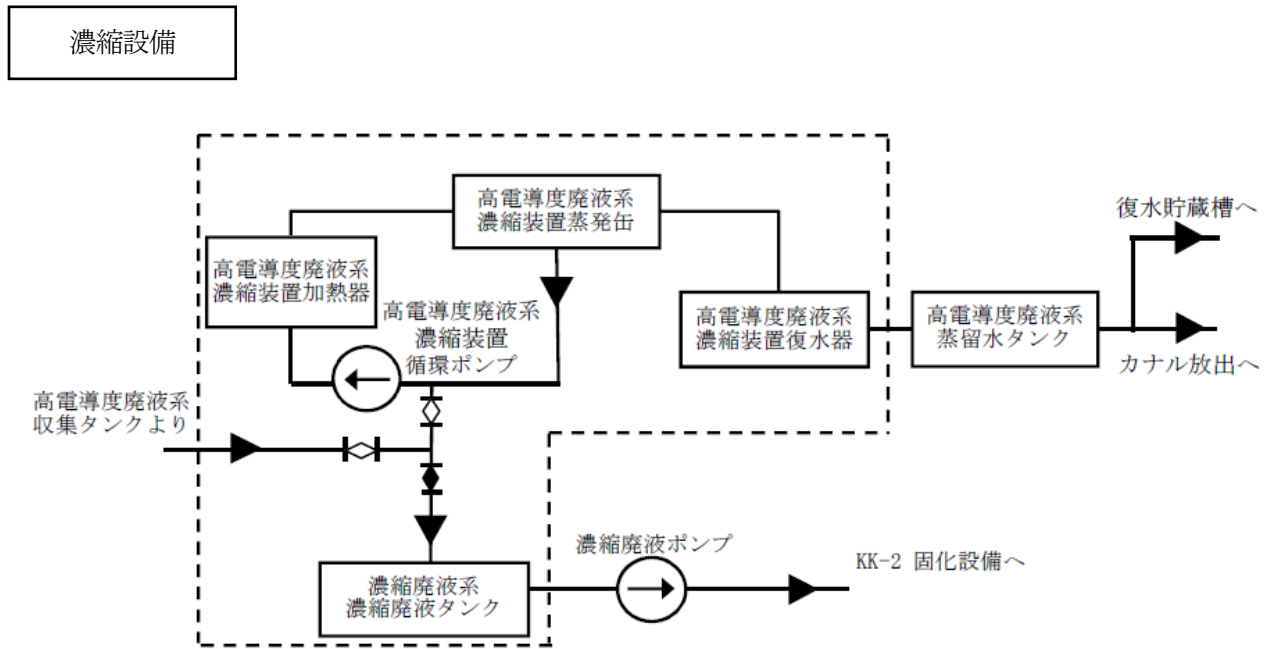 濃縮設備
高電導度廃液系
濃縮装置蒸発缶
復水貯蔵槽へ
高電導度廃液系
濃縮装置加熱器
高電導度廃液系
濃縮装置
循環ポンプ
高電導度廃液系
濃縮装置復水器
高電導度廃液系
蒸留水タンク
カナル放出へ
高電導度廃液系
収集タンクより
濃縮廃液ポンプ
KK-2 固化設備へ
濃縮廃液系
濃縮廃液タンク